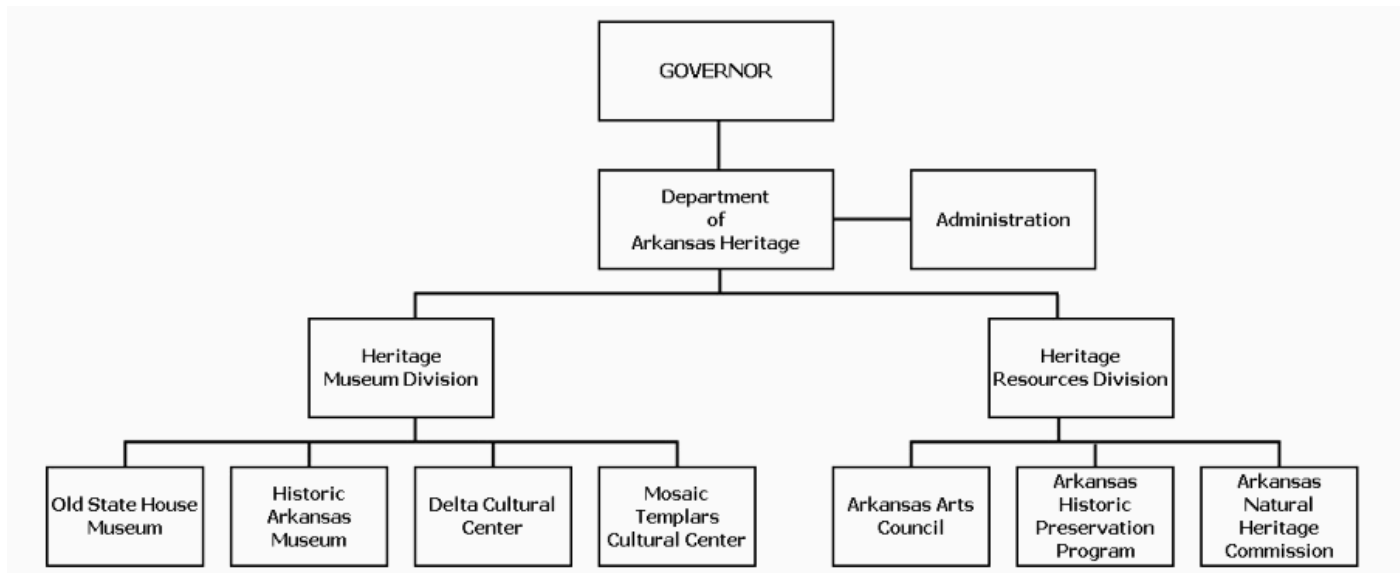 GOVERNOR
Department
of
Arkansas Heritage
Administration
Heritage
Museum Division
Heritage
Resources Division
Old State House
Museum
Historic
Arkansas
Museum
Delta Cultural
Center
Mosaic
Templars
Cultural Center
Arkansas Arts
Council
Arkansas
Historic
Preservation
Program
Arkansas
Natural
Heritage
Commission